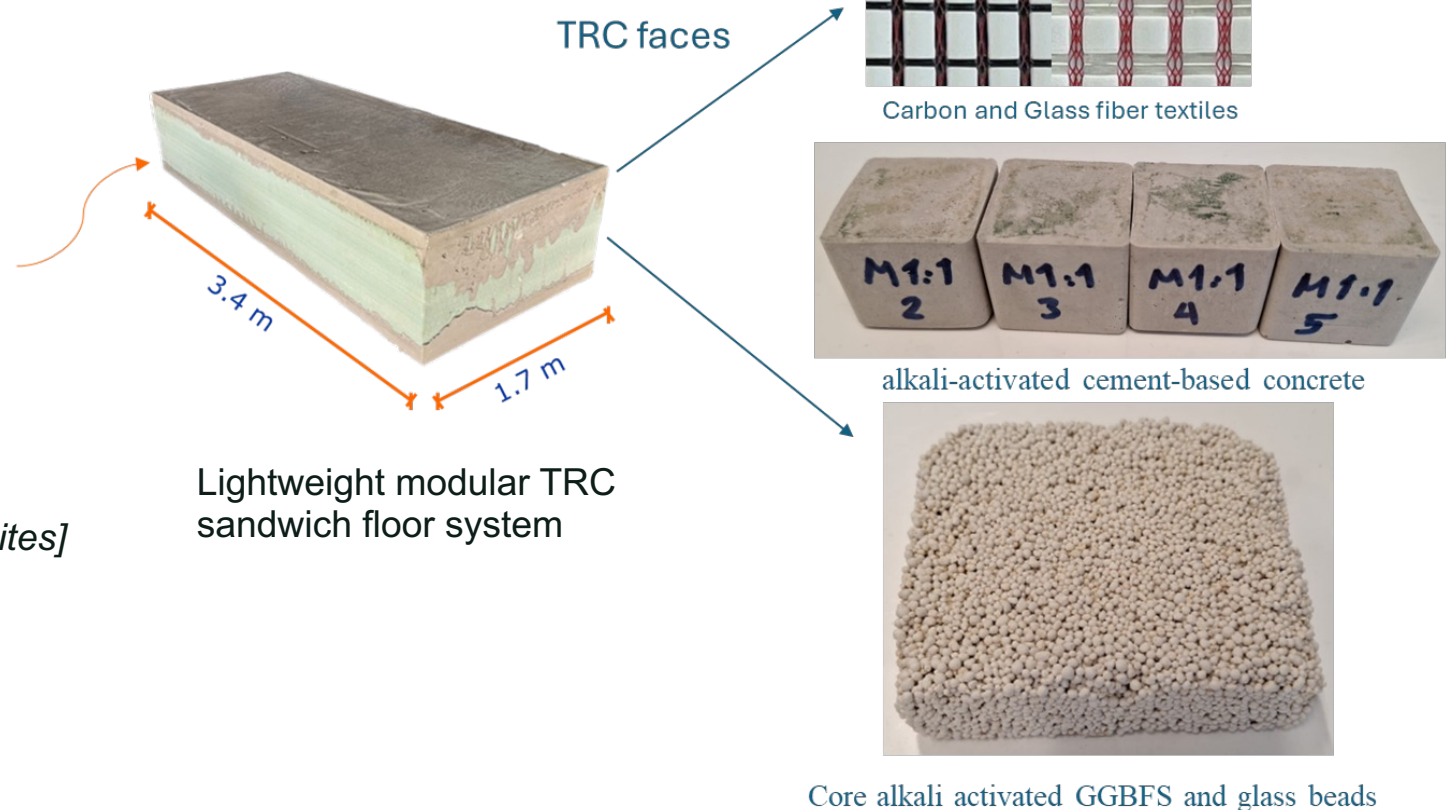 TRC faces
Carbon and Glass fiber textiles
M1:1
2
M1:1
3
M1:1
4
M1:1
5
alkali-activated cement-based concrete
3.4 m
1.7 m
Lightweight modular TRC
sandwich floor system
ites]
Core alkali activated GGBFS and glass beads